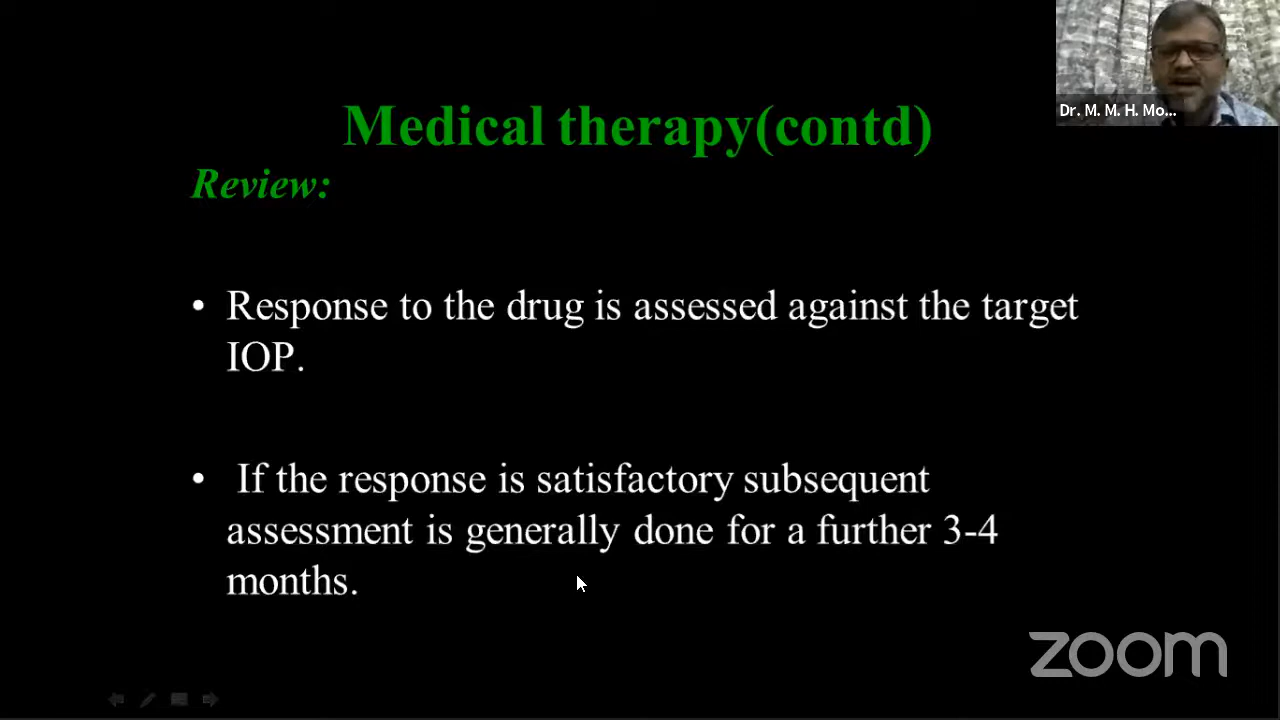 Dr. M. M. H. Mo...
Medical therapy(contd)
Review:
• Response to the drug is assessed against the target
IOP.
• If the response is satisfactory subsequent
assessment is generally done for a further 3-4
months.
zoom